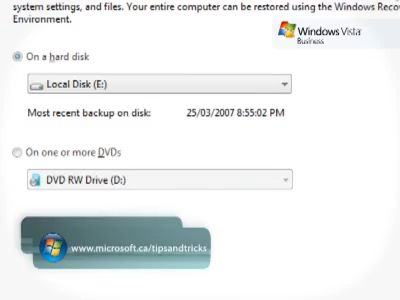 system settings, and files. Your entire computer can be restored using the Windows Reco
Environment.
Windows Vista
Business
On a hard disk
Local Disk (E:)
Most recent backup on disk: 25/03/2007 8:55:02 PM
On one or more DVDs
DVD RW Drive (D:)
www.microsoft.ca/tipsandtricks